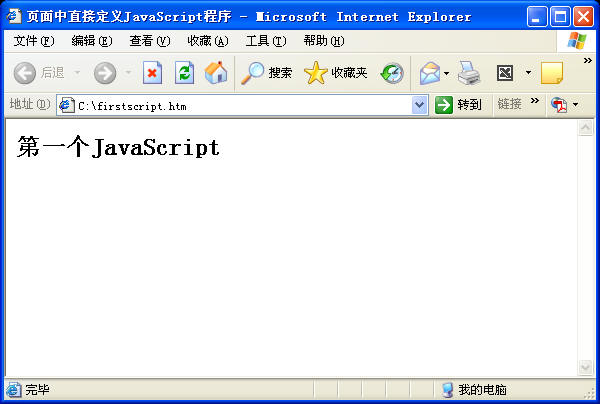 页面中直接定义JavaScript程序 - Microsoft Internet Explorer
文件(F) 编辑(E) 查看(V) 收藏(A) 工具(T) 帮助(H)
后退 搜索 收藏夹 »
地址(D) C:\firstscript.htm 转到 链接 »
第一个JavaScript
完毕 我的电脑